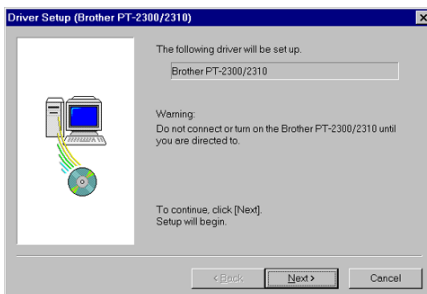 Driver Setup (Brother PT-2300/2310)
The following driver will be set up.
Brother PT-2300/2310
Warning:
Do not connect or turn on the Brother PT-2300/2310 until
you are directed to.
To continue, click [Next].
Setup will begin.
< Back
Next >
Cancel